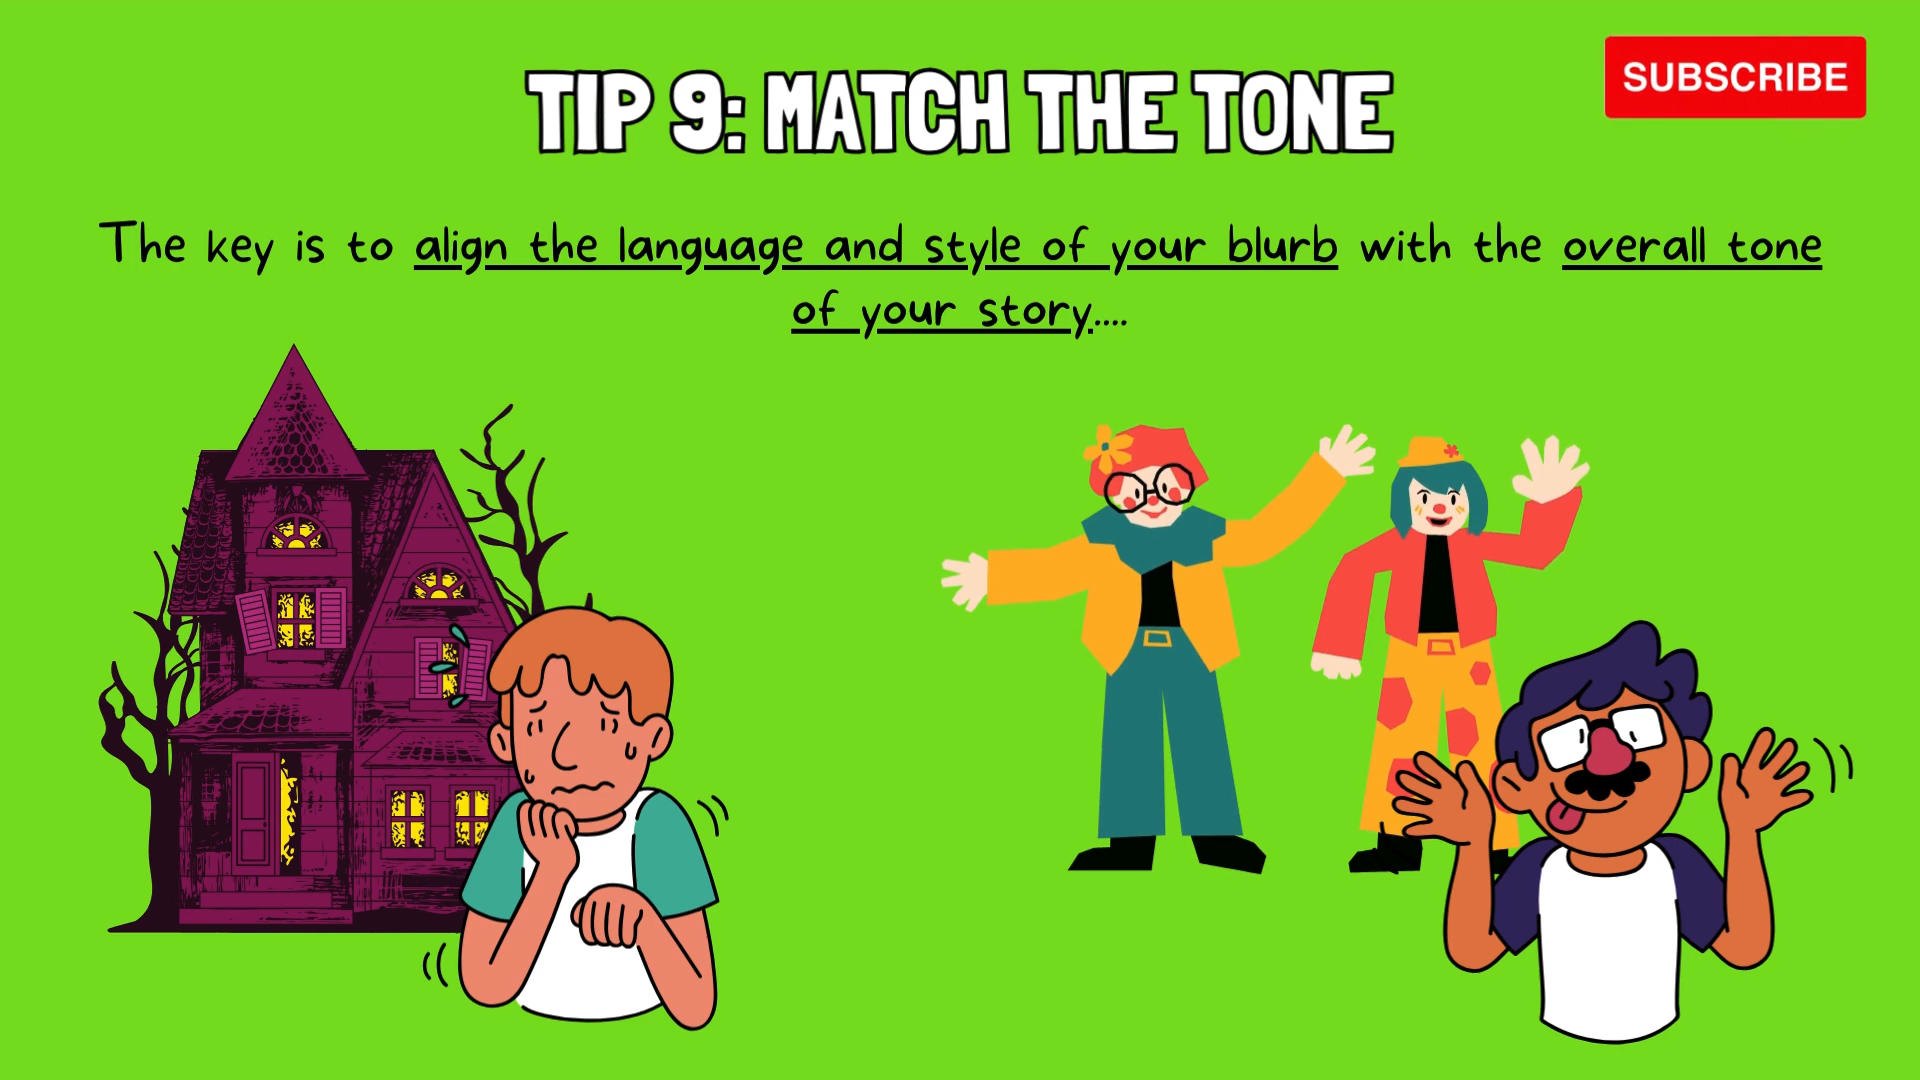 TIP 9: MATCH THE TONE
SUBSCRIBE
The key is to align the language and style of your blurb with the overall tone
of your story....